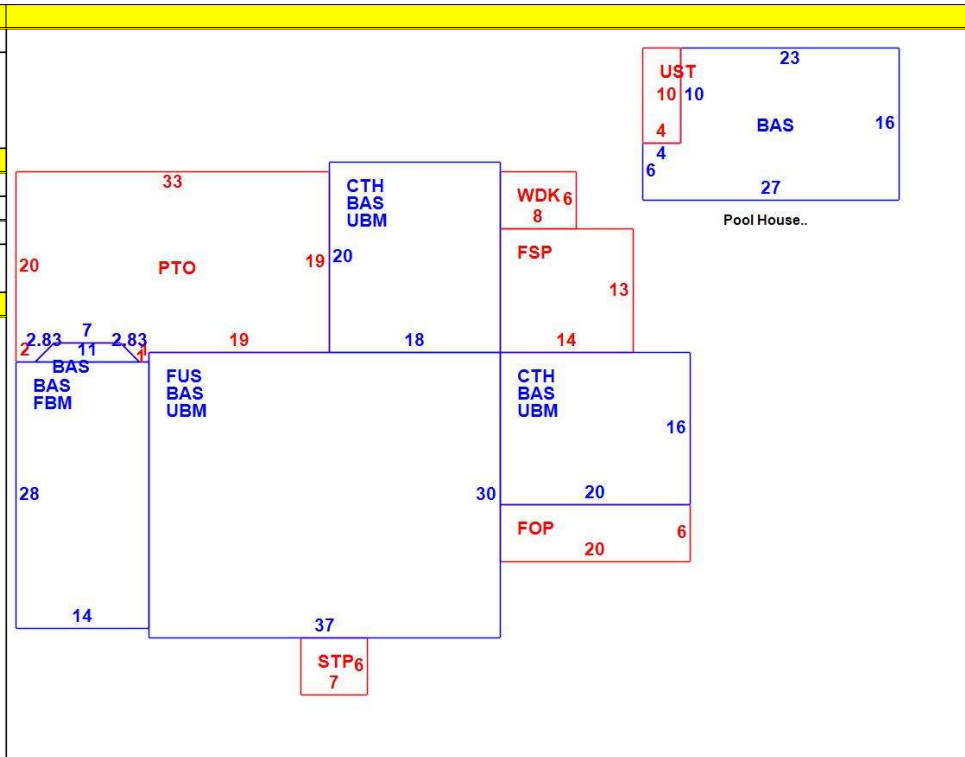 UST
10
10
4
23
BAS
16
4
6
27
Pool House..
33
20
PTO
19
19
CTH
BAS
UBM
20
18
WDK
6
8
FSP
13
14
2
2.83
7
11
2.83
1
BAS
BAS
FBM
28
14
FUS
BAS
UBM
30
37
CTH
BAS
UBM
16
20
FOP
6
20
STP
6
7